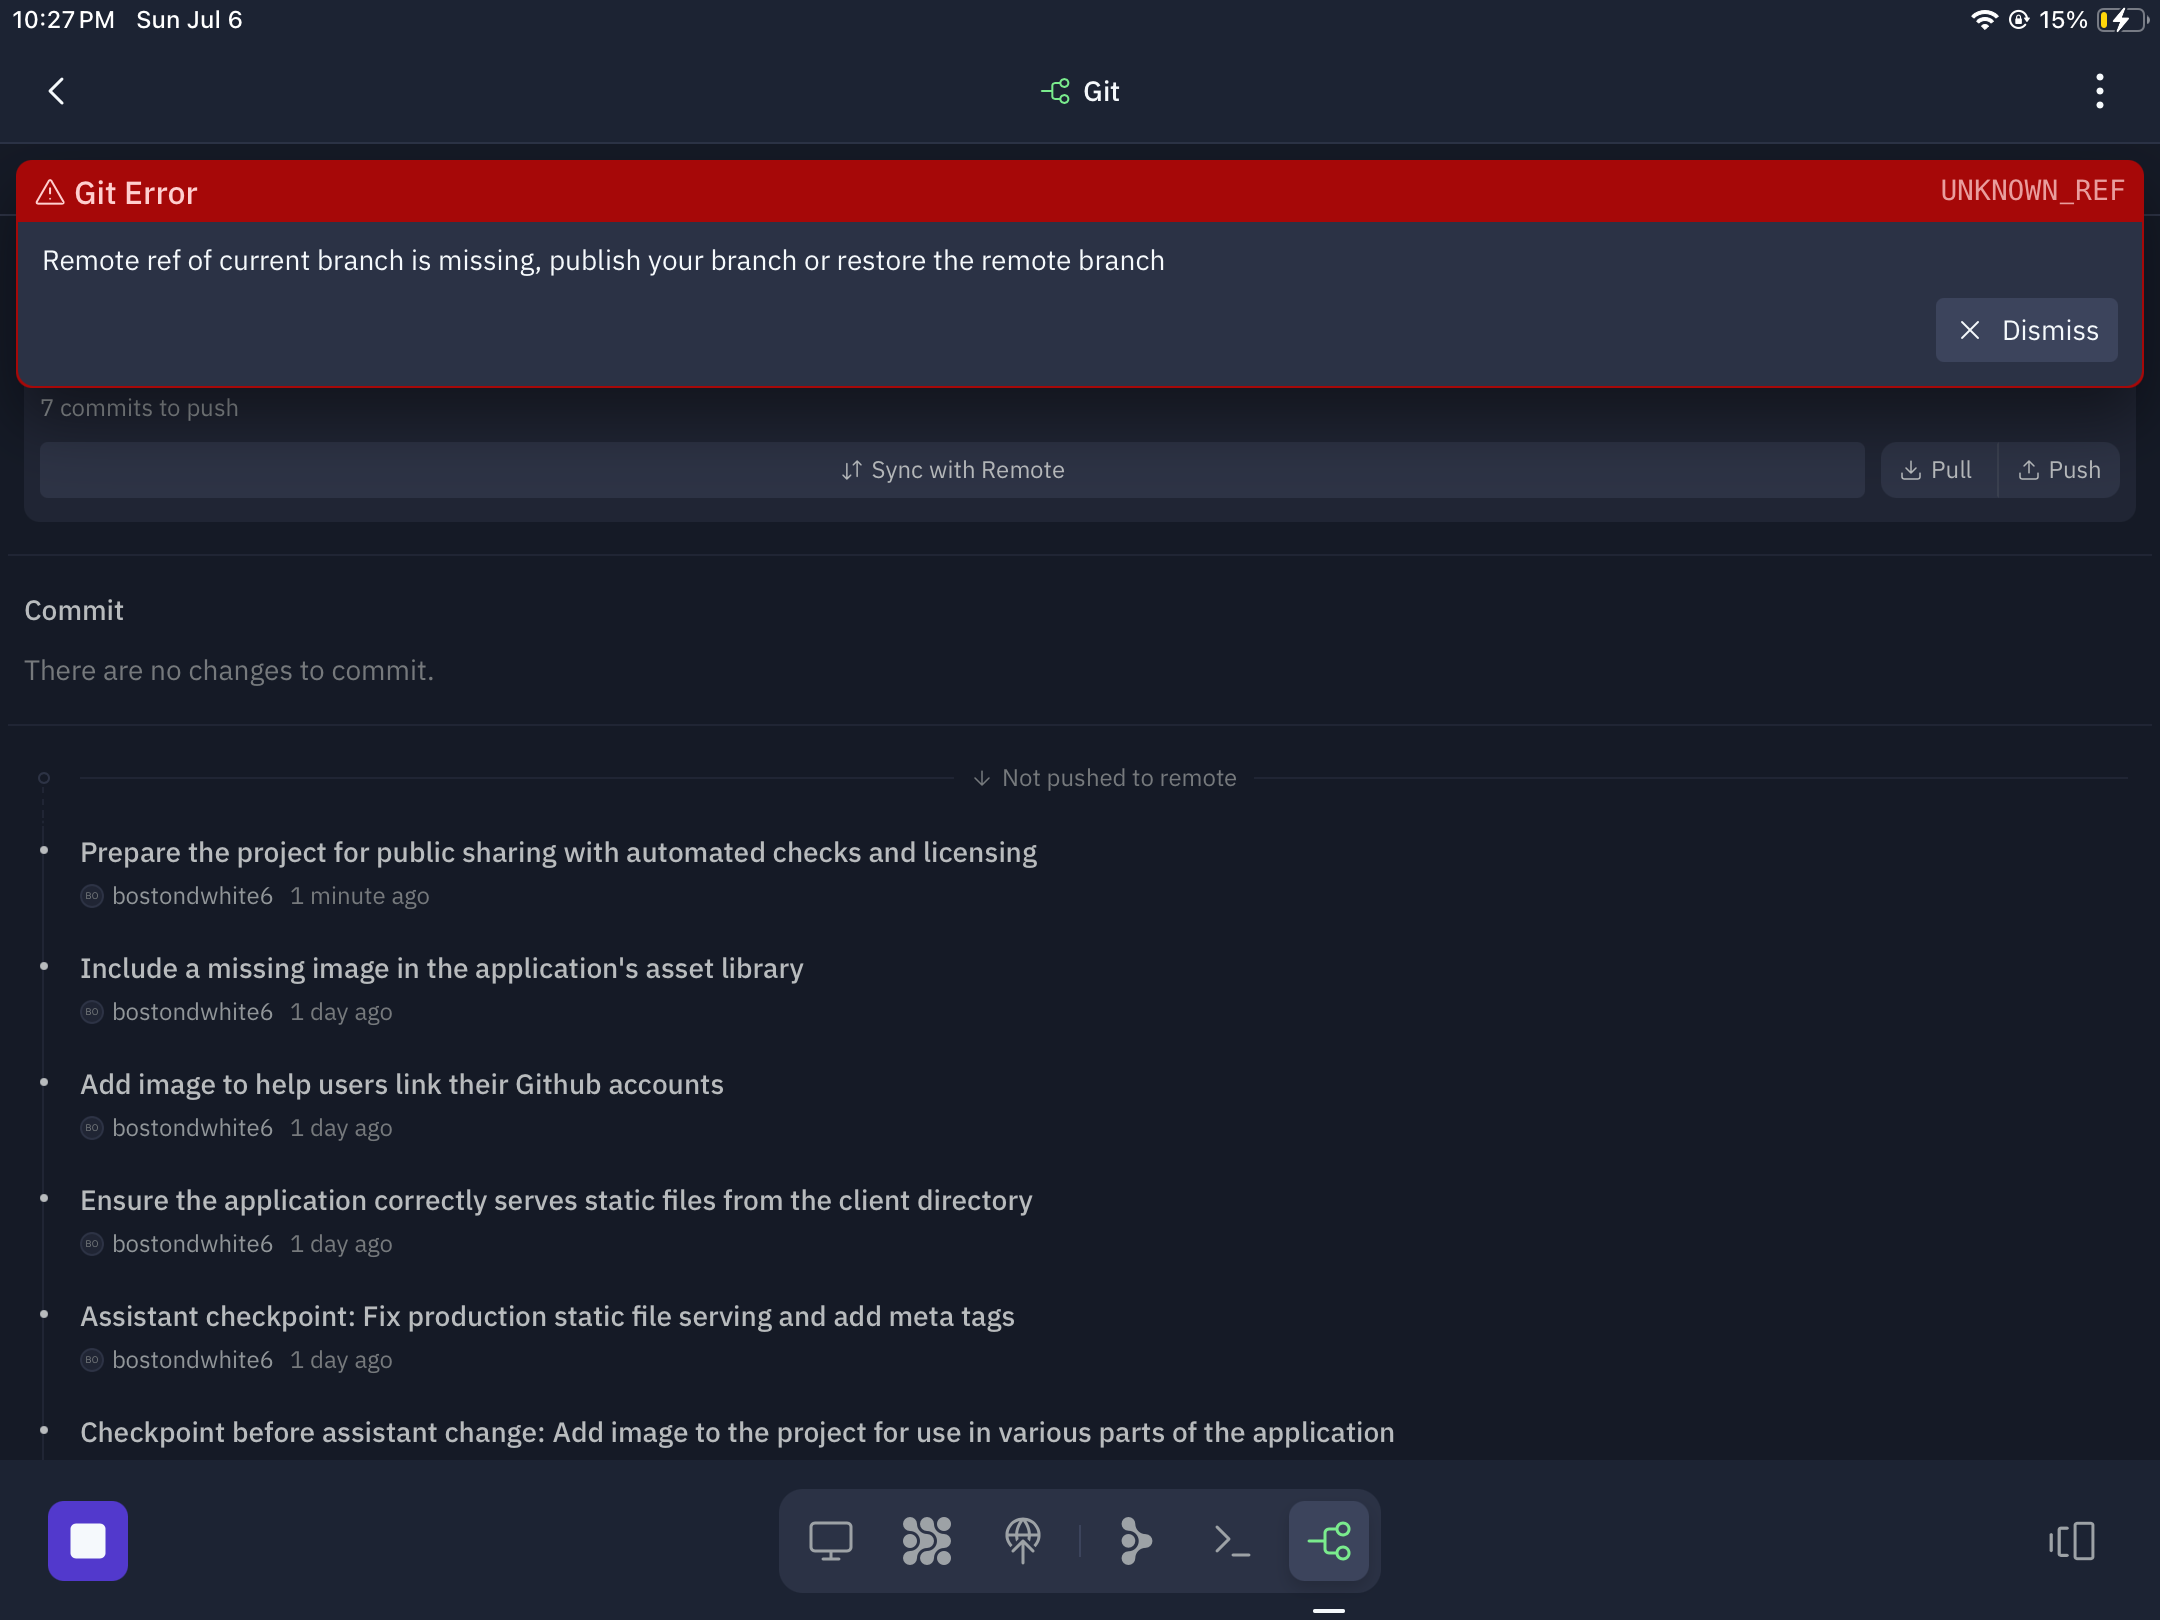 10:27 PM Sun Jul 6
15%
Git
Git Error
UNKNOWN_REF
Remote ref of current branch is missing, publish your branch or restore the remote branch
Dismiss
7 commits to push
Sync with Remote
Pull
Push
Commit
There are no changes to commit.
Not pushed to remote
Prepare the project for public sharing with automated checks and licensing
BO bostondwhite6 1 minute ago
Include a missing image in the application's asset library
BO bostondwhite6 1 day ago
Add image to help users link their Github accounts
BO bostondwhite6 1 day ago
Ensure the application correctly serves static files from the client directory
BO bostondwhite6 1 day ago
Assistant checkpoint: Fix production static file serving and add meta tags
BO bostondwhite6 1 day ago
Checkpoint before assistant change: Add image to the project for use in various parts of the application